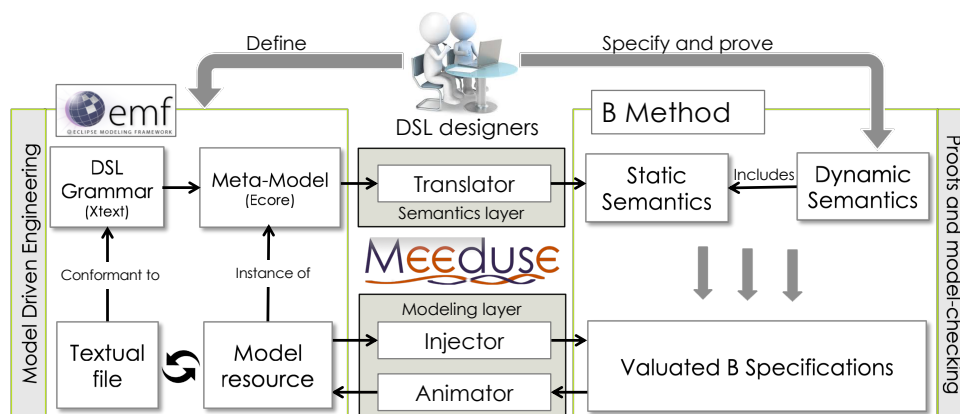 Define
Specify and prove
emf
@ECLIPSE MODELING FRAMEWORK
DSL designers
B Method
Model Driven Engineering
Proofs and model-checking
DSL
Grammar
(Xtext)
Meta-Model
(Ecore)
Translator
Semantics layer
Static
Semantics
Includes
Dynamic
Semantics
MEEDUSE
Conformant to
Instance of
Modeling layer
Textual
file
Model
resource
Injector
Animator
Valuated B Specifications